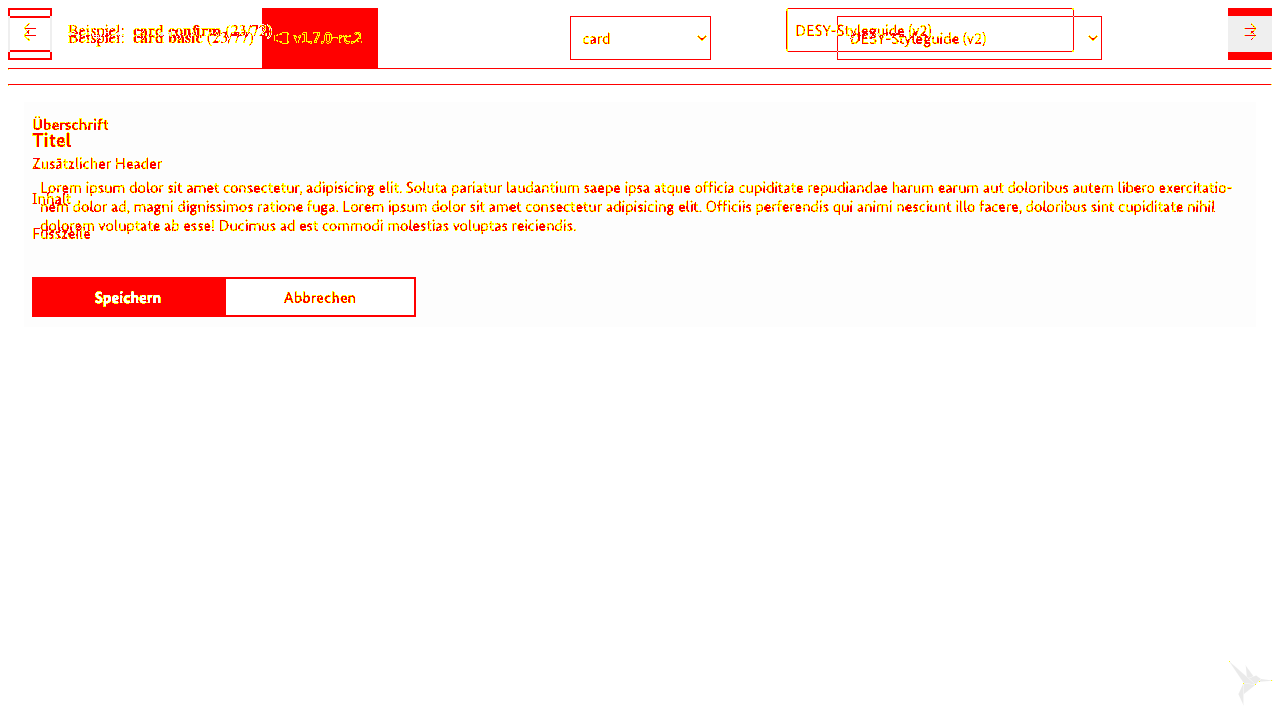 Beispiel: card confirm (21/72)
Beispiel: card basic (23/77)
v1.7.0-rc.2
card
DESY-Styleguide (v2)
DESY-Styleguide (v2)
Überschrift
Titel
Zusätzlicher Header
Lorem ipsum dolor sit amet consectetur, adipisicing elit. Soluta pariatur laudantium saepe ipsa atque officia cupiditate repudiandae harum earum aut doloribus autem libero exercitatio-
Inhalt
nem dolor ad, magni dignissimos ratione fuga. Lorem ipsum dolor sit amet consectetur adipisicing elit. Officiis perferendis qui animi nesciunt illo facere, doloribus sint cupiditate nihil
dolorem voluptate ab esse! Ducimus ad est commodi molestias voluptas reiciendis.
Fusszeile
Speichern
Abbrechen